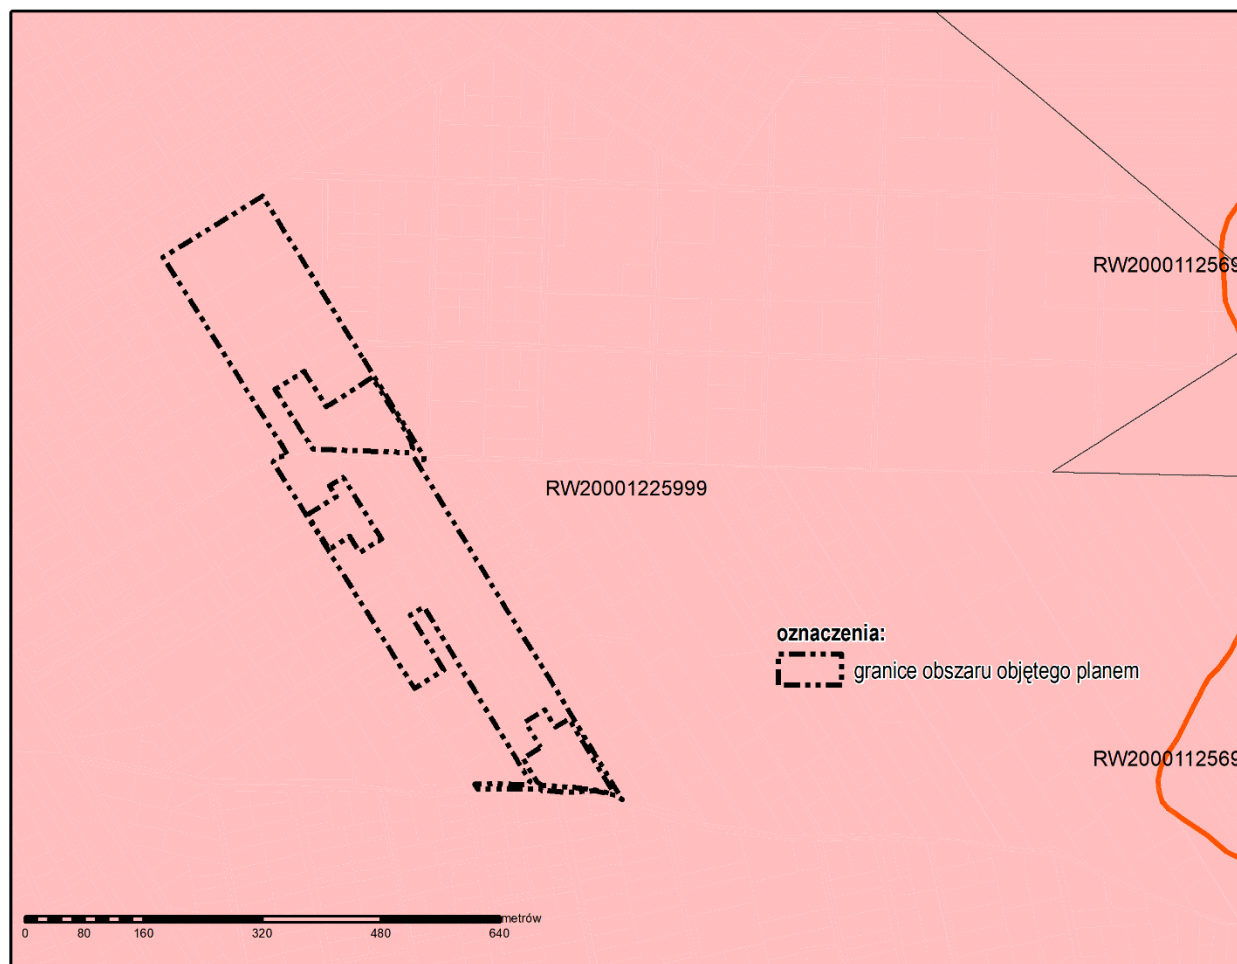 RW2000112569
RW20001225999
oznaczenia:
granice obszaru objętego planem
RW2000112569
metrów
0 80 160 320 480 640